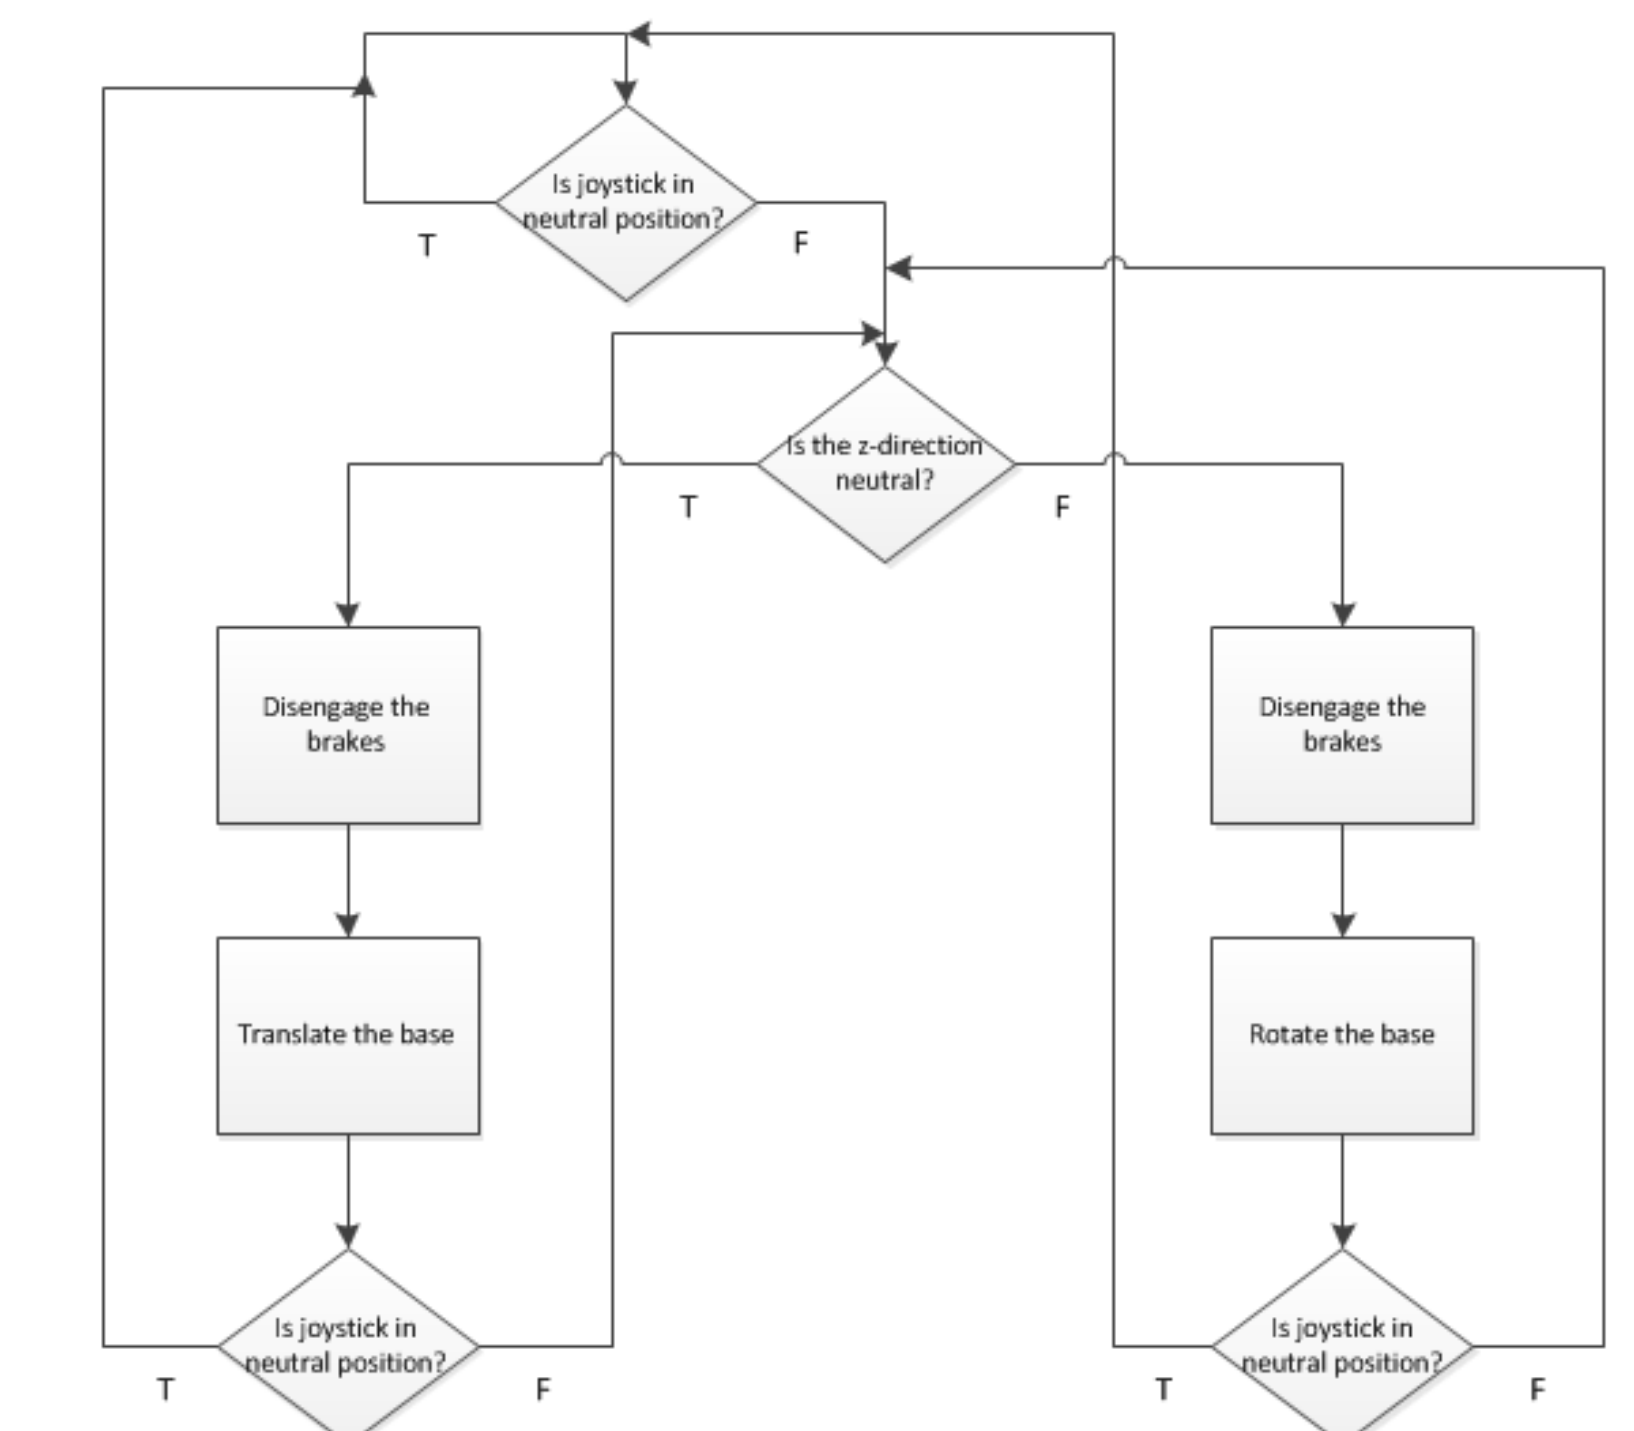 Is joystick in
neutral position?
T
F
Is the z-direction
neutral?
T
F
Disengage the
brakes
Disengage the
brakes
Translate the base
Rotate the base
Is joystick in
neutral position?
T
F
Is joystick in
neutral position?
T
F